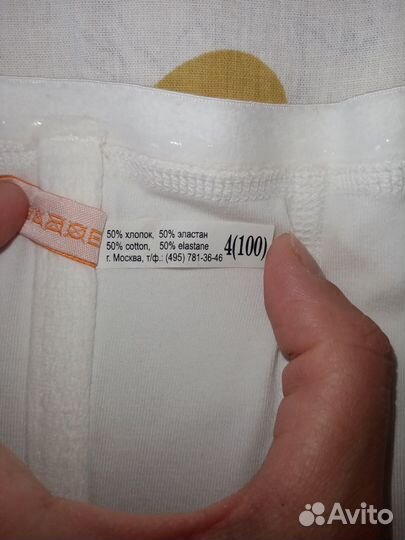 50% хлопок, 50% эластан
50% cotton, 50% elastane
г. Москва, т/ф.: (495) 781-36-46
4(100)
Avito